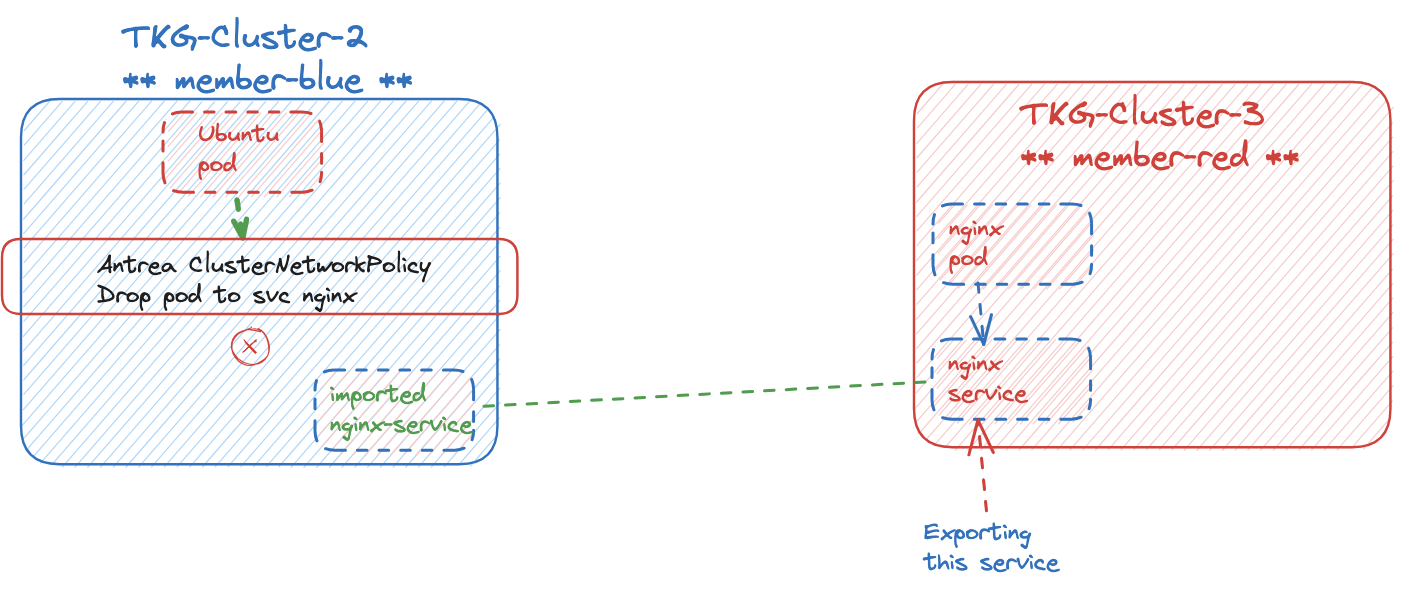 TKG-Cluster-2
** member-blue **
Ubuntu
pod
Antrea ClusterNetworkPolicy
Drop pod to svc nginx
imported
nginx-service
TKG-Cluster-3
** member-red **
nginx
pod
nginx
service
Exporting
this service